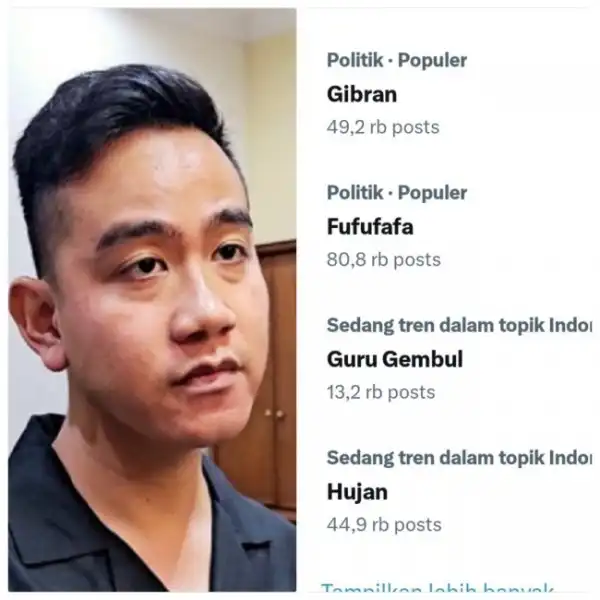 Politik · Populer
Gibran
49,2 rb posts
Politik · Populer
Fufufafa
80,8 rb posts
Sedang tren dalam topik Indo
Guru Gembul
13,2 rb posts
Sedang tren dalam topik Indo
Hujan
44,9 rb posts
Tampilkan lebih banyak